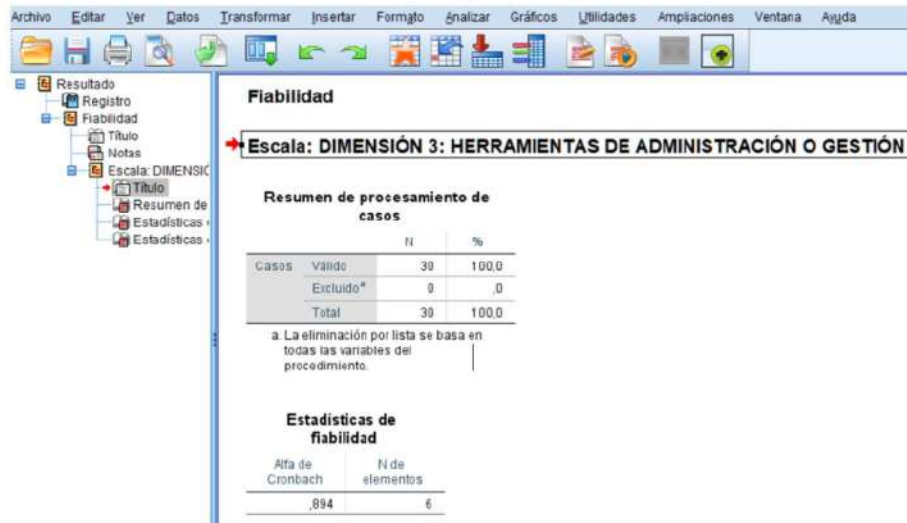 Archivo Editar Ver Datos Transformar Insertar Formato Analizar Gráficos Utilidades Ampliaciones Ventana Ayuda
Resultado
Registro
Fiabilidad
Título
Notas
Escala: DIMENSIÓ
Título
Resumen de
Estadísticas
Estadísticas
Fiabilidad
Escala: DIMENSIÓN 3: HERRAMIENTAS DE ADMINISTRACIÓN O GESTIÓN
Resumen de procesamiento de
casos
N %
Casos Válido 30 100,0
Excluidoª 0 ,0
Total 30 100,0
a. La eliminación por lista se basa en
todas las variables del
procedimiento.
Estadísticas de
fiabilidad
Alfa de N de
Cronbach elementos
,894 6